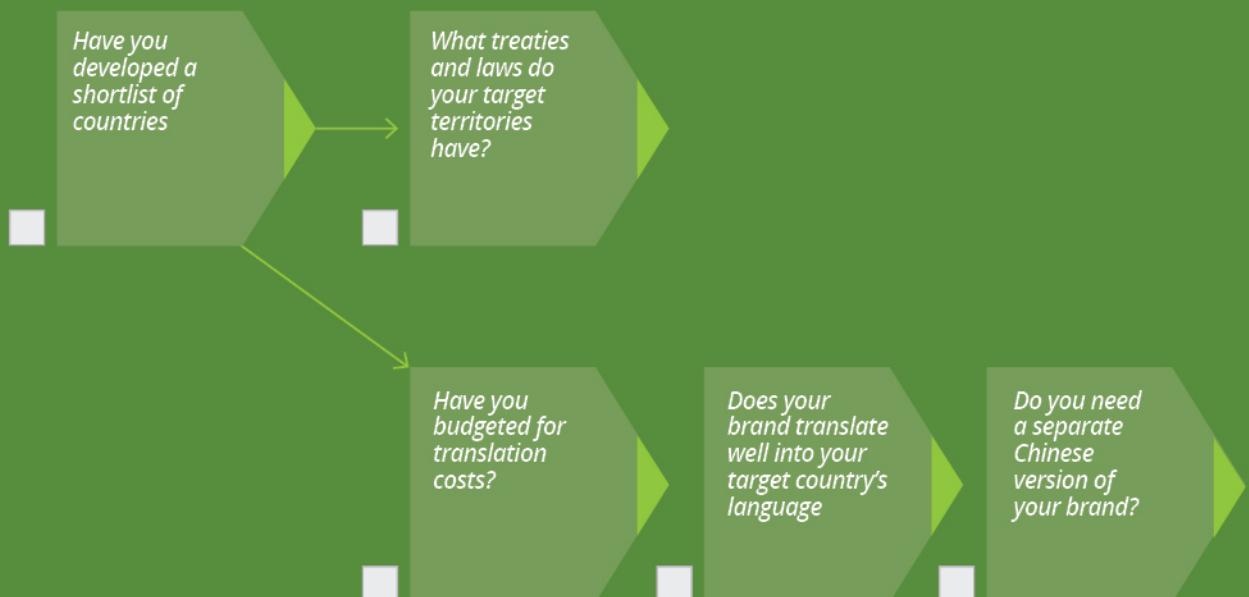 Have you
developed a
shortlist of
countries
What treaties
and laws do
your target
territories
have?
Have you
budgeted for
translation
costs?
Does your
brand translate
well into your
target country's
language
Do you need
a separate
Chinese
version of
your brand?